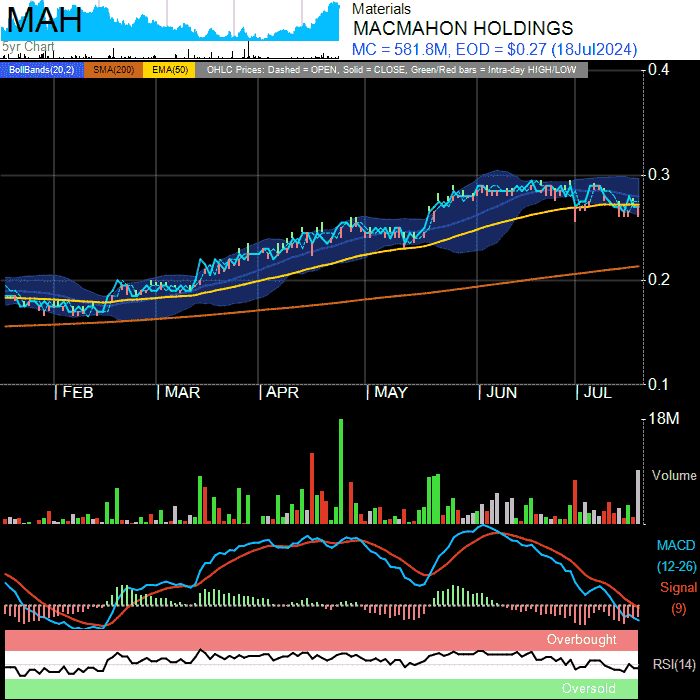 MAH
5yr Chart
Materials
MACMAHON HOLDINGS
MC = 581.8M, EOD = $0.27 (18Jul2024)
BollBands(20,2) SMA(200) EMA(50) OHLC Prices: Dashed = OPEN, Solid = CLOSE, Green/Red bars = Intra-day HIGH/LOW
0.4
0.3
0.2
0.1
FEB MAR APR MAY JUN JUL
18M
Volume
MACD
(12-26)
Signal
(9)
Overbought
RSI(14)
Oversold